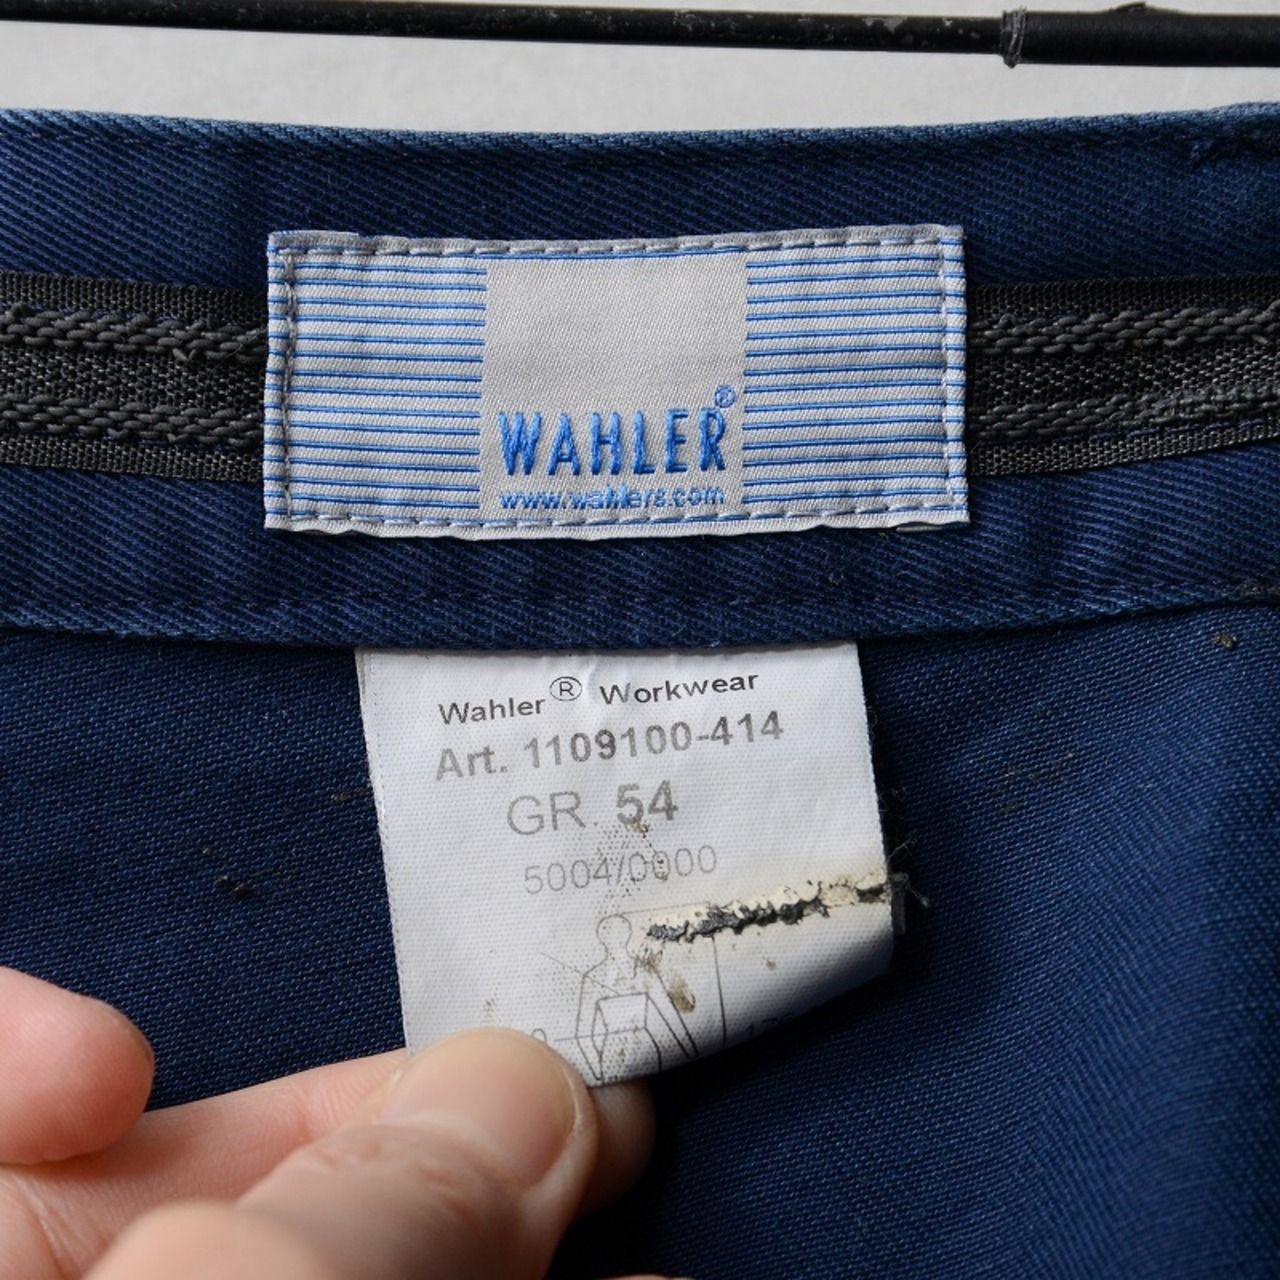 WAHLER®
www.wahlers.com
Wahler® Workwear
Art. 1109100-414
GR. 54
5004/0000